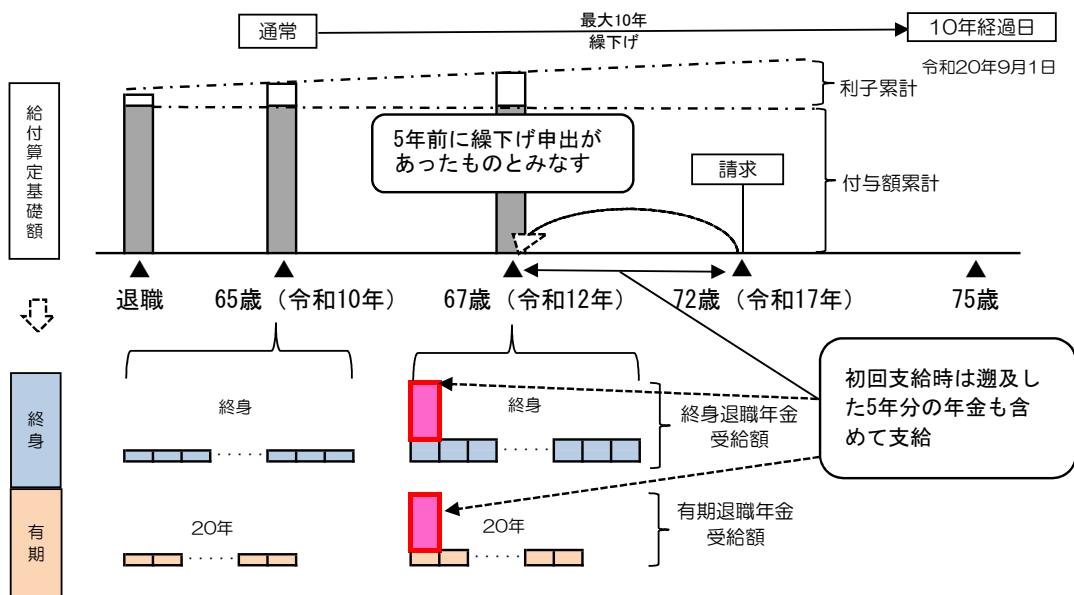 通常
最大10年
繰下げ
10年経過日
令和20年9月1日
給付算定基礎額
利子累計
5年前に繰下げ申出が
あったものとみなす
請求
付与額累計
退職
65歳（令和10年）
67歳（令和12年）
72歳（令和17年）
75歳
終身
終身
終身
終身退職年金
受給額
初回支給時は遡及し
た5年分の年金も含
めて支給
有期
20年
20年
有期退職年金
受給額